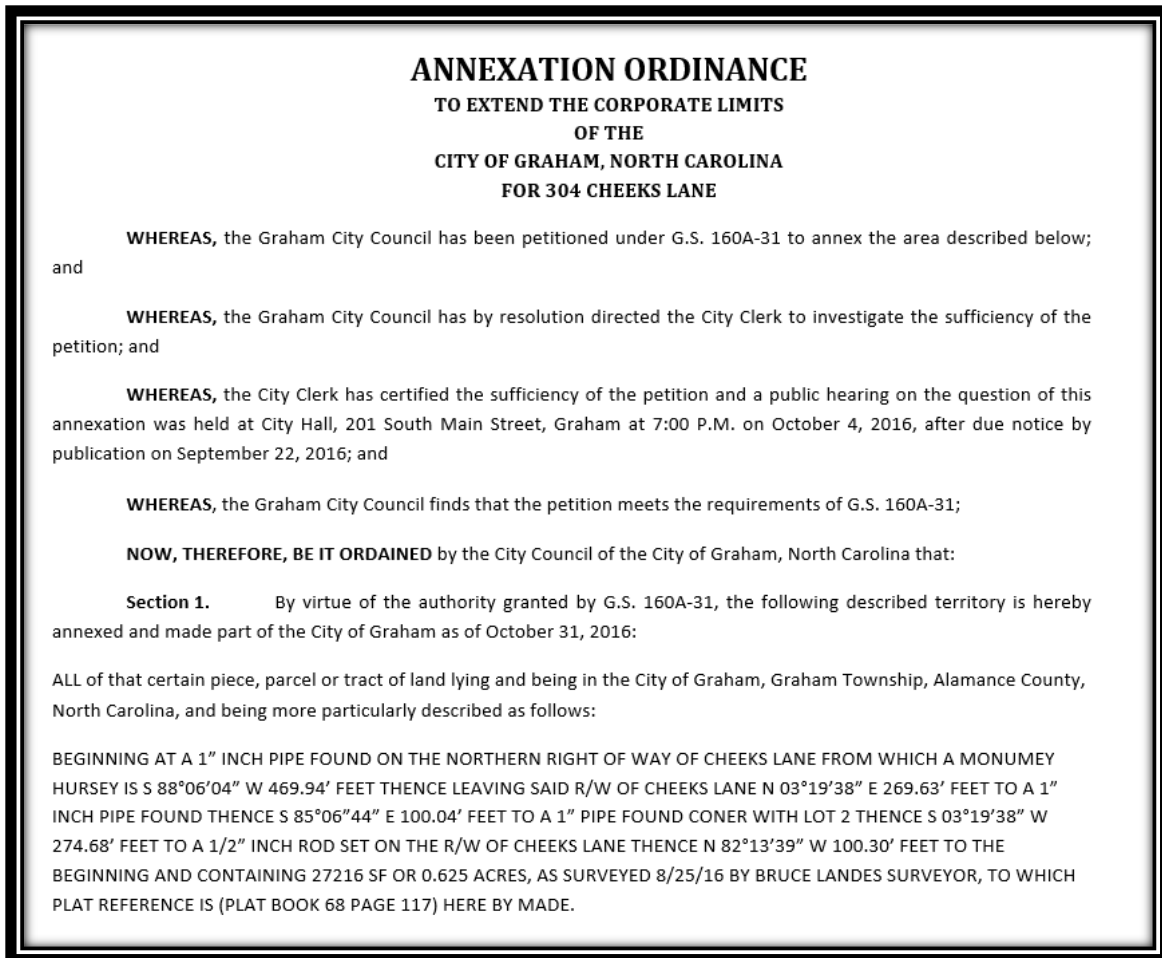 ANNEXATION ORDINANCE
TO EXTEND THE CORPORATE LIMITS
OF THE
CITY OF GRAHAM, NORTH CAROLINA
FOR 304 CHEEKS LANE
WHEREAS, the Graham City Council has been petitioned under G.S. 160A-31 to annex the area described below;
and
WHEREAS, the Graham City Council has by resolution directed the City Clerk to investigate the sufficiency of the
petition; and
WHEREAS, the City Clerk has certified the sufficiency of the petition and a public hearing on the question of this
annexation was held at City Hall, 201 South Main Street, Graham at 7:00 P.M. on October 4, 2016, after due notice by
publication on September 22, 2016; and
WHEREAS, the Graham City Council finds that the petition meets the requirements of G.S. 160A-31;
NOW, THEREFORE, BE IT ORDAINED by the City Council of the City of Graham, North Carolina that:
Section 1. By virtue of the authority granted by G.S. 160A-31, the following described territory is hereby
annexed and made part of the City of Graham as of October 31, 2016:
ALL of that certain piece, parcel or tract of land lying and being in the City of Graham, Graham Township, Alamance County,
North Carolina, and being more particularly described as follows:
BEGINNING AT A 1” INCH PIPE FOUND ON THE NORTHERN RIGHT OF WAY OF CHEEKS LANE FROM WHICH A MONUMEY
HURSEY IS S 88°06’04” W 469.94’ FEET THENCE LEAVING SAID R/W OF CHEEKS LANE N 03°19’38” E 269.63’ FEET TO A 1”
INCH PIPE FOUND THENCE S 85°06”44” E 100.04’ FEET TO A 1” PIPE FOUND CONER WITH LOT 2 THENCE S 03°19’38” W
274.68’ FEET TO A 1/2” INCH ROD SET ON THE R/W OF CHEEKS LANE THENCE N 82°13’39” W 100.30’ FEET TO THE
BEGINNING AND CONTAINING 27216 SF OR 0.625 ACRES, AS SURVEYED 8/25/16 BY BRUCE LANDES SURVEYOR, TO WHICH
PLAT REFERENCE IS (PLAT BOOK 68 PAGE 117) HERE BY MADE.